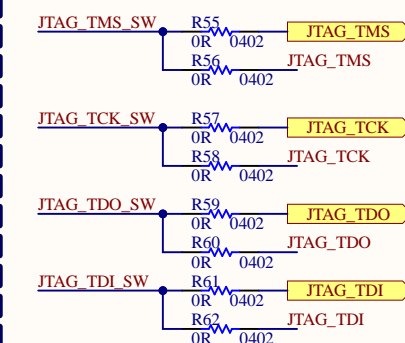 JTAG_TMS_SW R55 JTAG_TMS
0R 0402
R56 JTAG_TMS
0R 0402
JTAG_TCK_SW R57 JTAG_TCK
0R 0402
R58 JTAG_TCK
0R 0402
JTAG_TDO_SW R59 JTAG_TDO
0R 0402
R60 JTAG_TDO
0R 0402
JTAG_TDI_SW R61 JTAG_TDI
0R 0402
R62 JTAG_TDI
0R 0402